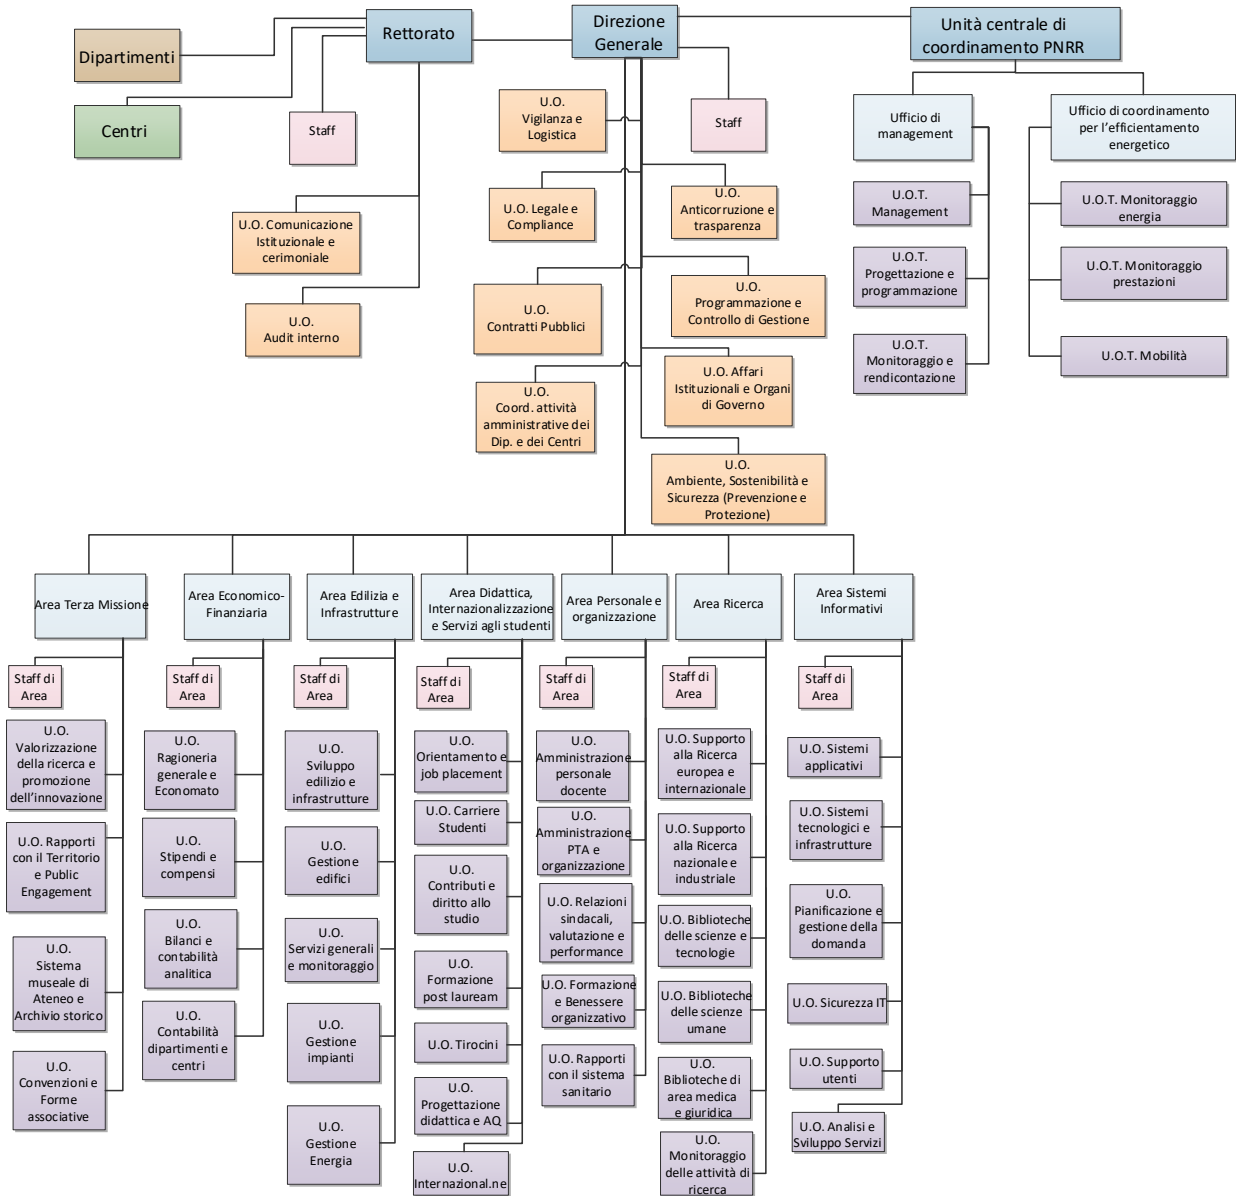 Dipartimenti
Centri
Rettorato
Staff
U.O. Comunicazione
Istituzionale e
cerimoniale
U.O.
Audit interno
Direzione
Generale
U.O.
Vigilanza e
Logistica
Staff
U.O. Legale e
Compliance
U.O.
Anticorruzione e
trasparenza
U.O.
Contratti Pubblici
U.O.
Programmazione e
Controllo di Gestione
U.O.
Coord. attività
amministrative dei
Dip. e dei Centri
U.O. Affari
Istituzionali e Organi
di Governo
U.O.
Ambiente, Sostenibilità e
Sicurezza (Prevenzione e
Protezione)
Unità centrale di
coordinamento PNRR
Ufficio di
management
U.O.T.
Management
U.O.T.
Progettazione e
programmazione
U.O.T.
Monitoraggio e
rendicontazione
Ufficio di coordinamento
per l'efficientamento
energetico
U.O.T. Monitoraggio
energia
U.O.T. Monitoraggio
prestazioni
U.O.T. Mobilità
Area Terza Missione
Staff di
Area
U.O.
Valorizzazione
della ricerca e
promozione
dell'innovazione
U.O. Rapporti
con il Territorio
e Public
Engagement
U.O.
Sistema
museale di
Ateneo e
Archivio storico
U.O.
Convenzioni e
Forme
associative
Area Economico-
Finanziaria
Staff di
Area
U.O.
Ragioneria
generale e
Economato
U.O.
Stipendi e
compensi
U.O.
Bilanci e
contabilità
analitica
U.O.
Contabilità
dipartimenti e
centri
Area Edilizia e
Infrastrutture
Staff di
Area
U.O.
Sviluppo
edilizio e
infrastrutture
U.O.
Gestione
edifici
U.O.
Servizi generali
e monitoraggio
U.O.
Gestione
impianti
U.O.
Gestione
Energia
Area Didattica,
Internazionalizzazione
e Servizi agli studenti
Staff di
Area
U.O.
Orientamento e
job placement
U.O. Carriere
Studenti
U.O.
Contributi e
diritto allo
studio
U.O.
Formazione
post lauream
U.O. Tirocini
U.O.
Progettazione
didattica e AQ
U.O.
Internazional.ne
Area Personale e
organizzazione
Staff di
Area
U.O.
Amministrazione
personale
docente
U.O.
Amministrazione
PTA e
organizzazione
U.O. Relazioni
sindacali,
valutazione e
performance
U.O. Formazione
e Benessere
organizzativo
U.O. Rapporti
con il sistema
sanitario
Area Ricerca
Staff di
Area
U.O. Supporto
alla Ricerca
europea e
internazionale
U.O. Supporto
alla Ricerca
nazionale e
industriale
U.O. Biblioteche
delle scienze e
tecnologie
U.O. Biblioteche
delle scienze
umane
U.O.
Biblioteche di
area medica
e giuridica
U.O.
Monitoraggio
delle attività di
ricerca
Area Sistemi
Informativi
Staff di
Area
U.O. Sistemi
applicativi
U.O. Sistemi
tecnologici e
infrastrutture
U.O.
Pianificazione e
gestione della
domanda
U.O. Sicurezza IT
U.O. Supporto
utenti
U.O. Analisi e
Sviluppo Servizi